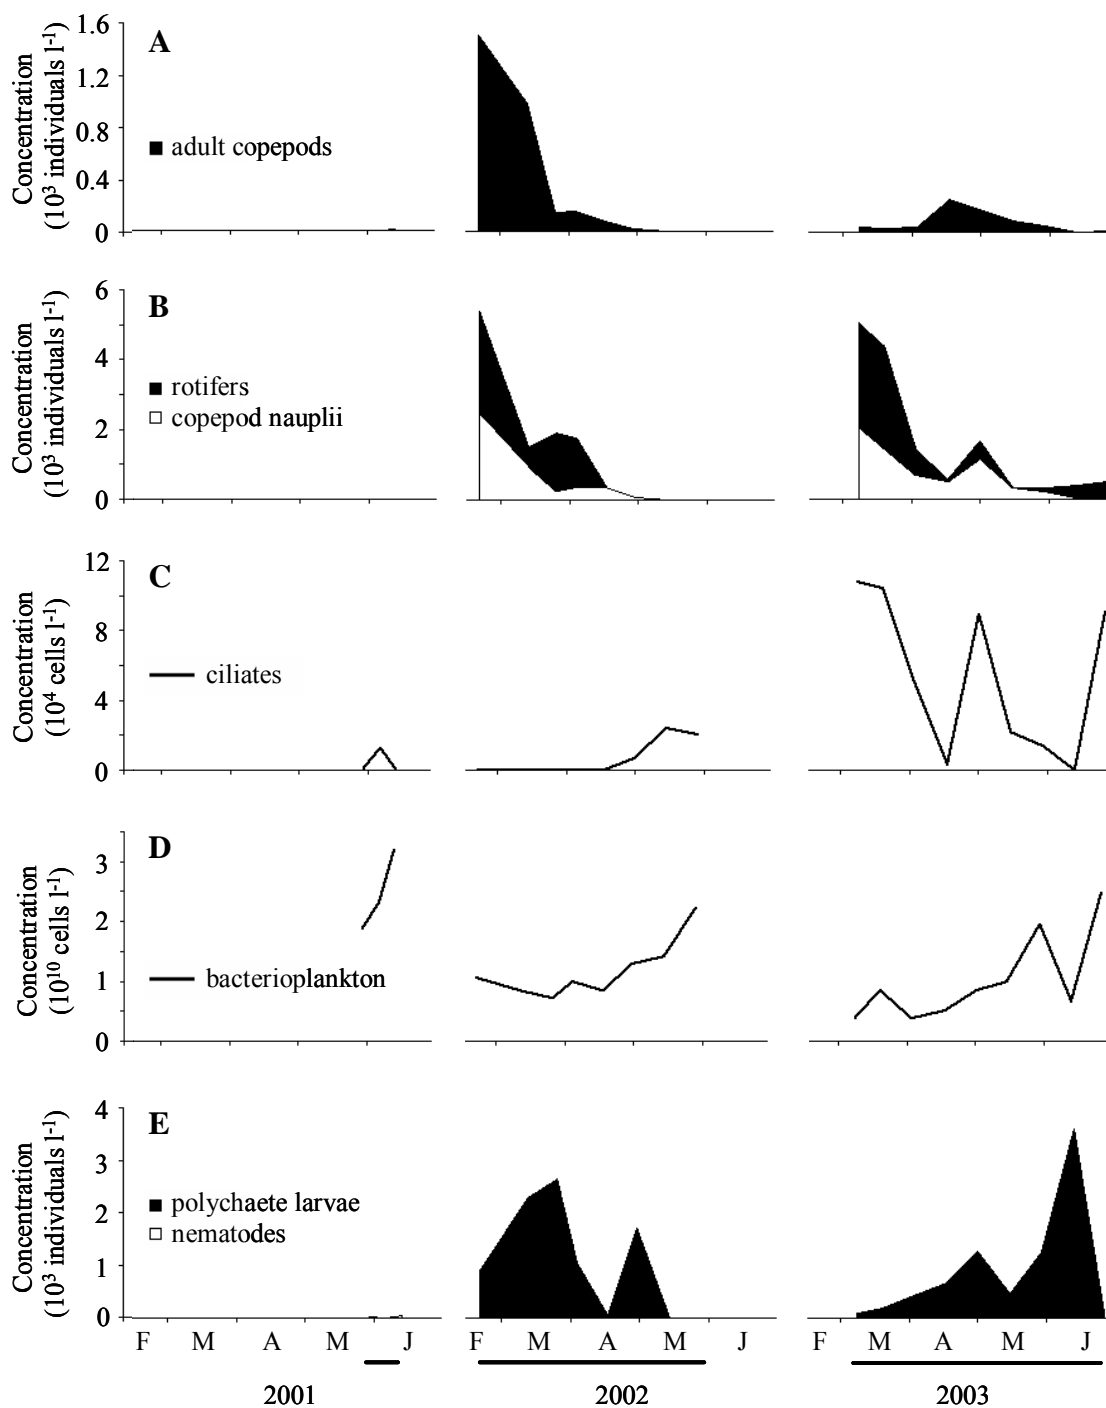 A
Concentration
(10³ individuals l⁻¹)
1.6
1.2
0.8
0.4
0
adult copepods
B
Concentration
(10³ individuals l⁻¹)
6
4
2
0
rotifers
copepod nauplii
C
Concentration
(10⁴ cells l⁻¹)
12
8
4
0
ciliates
D
Concentration
(10¹⁰ cells l⁻¹)
3
2
1
0
bacterioplankton
E
Concentration
(10³ individuals l⁻¹)
4
3
2
1
0
polychaete larvae
nematodes
F M A M J F M A M J F M A M J
2001 2002 2003